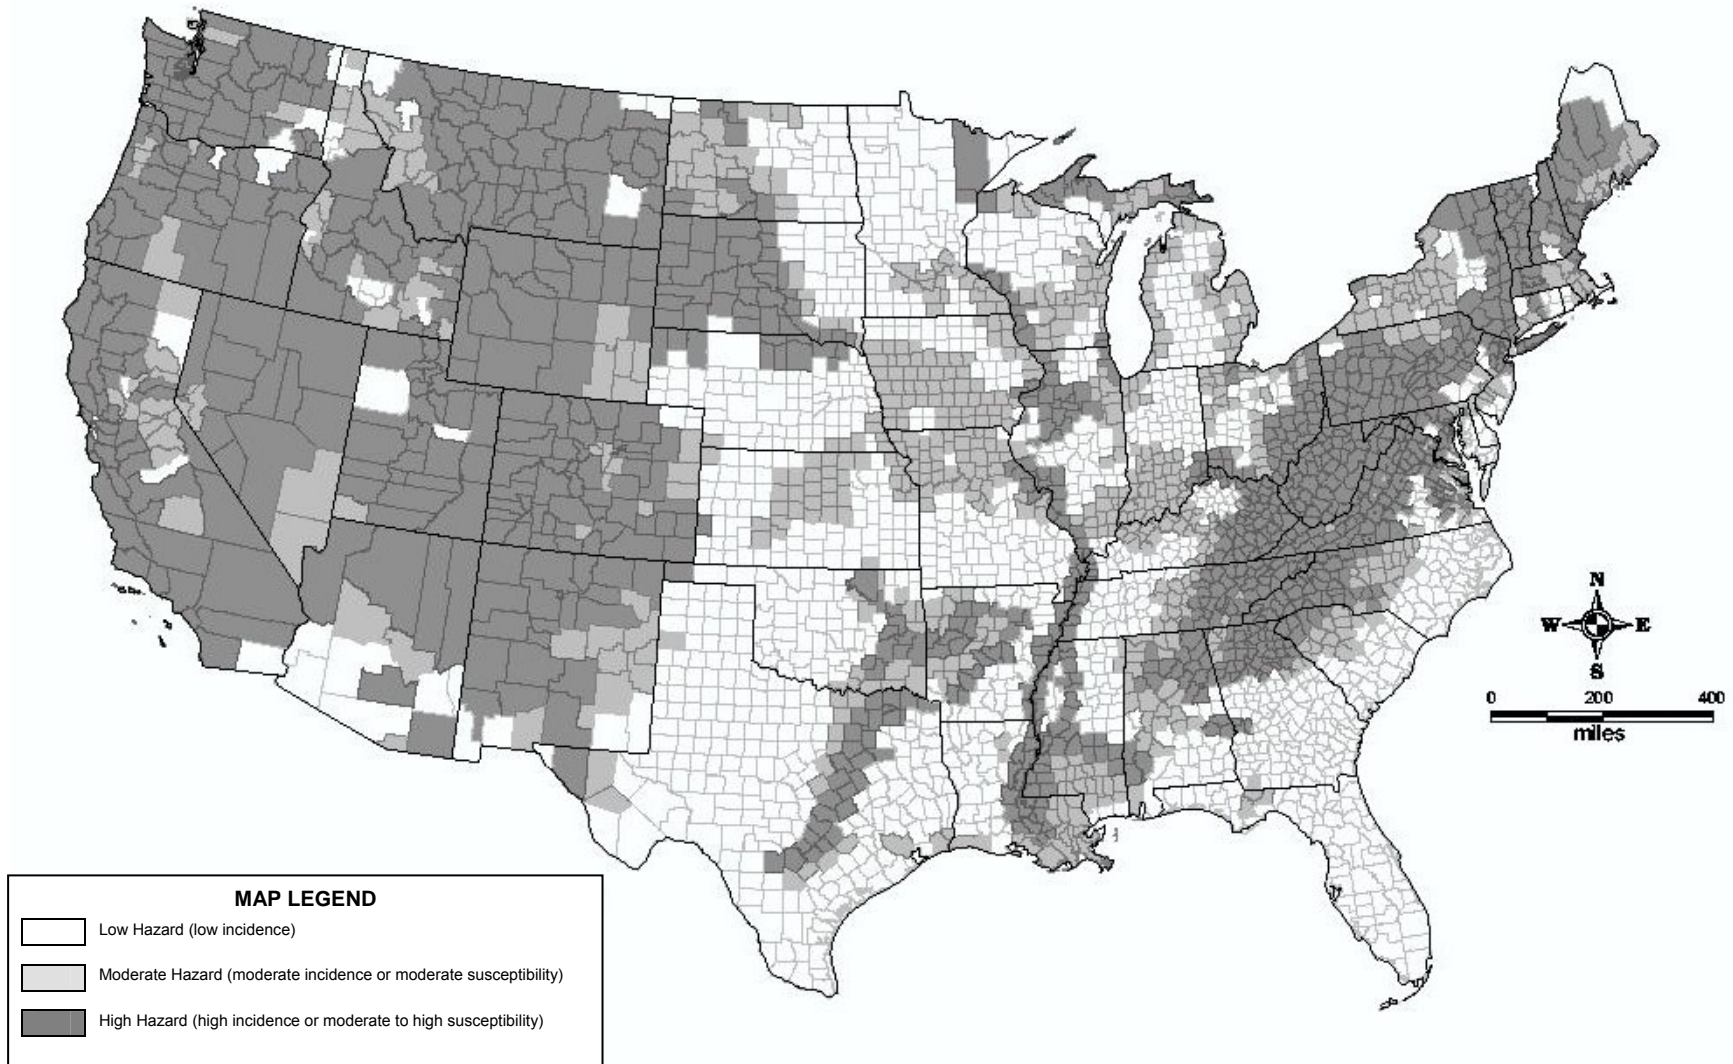 N
W E
S
0 200 400
miles
MAP LEGEND
Low Hazard (low incidence)
Moderate Hazard (moderate incidence or moderate susceptibility)
High Hazard (high incidence or moderate to high susceptibility)